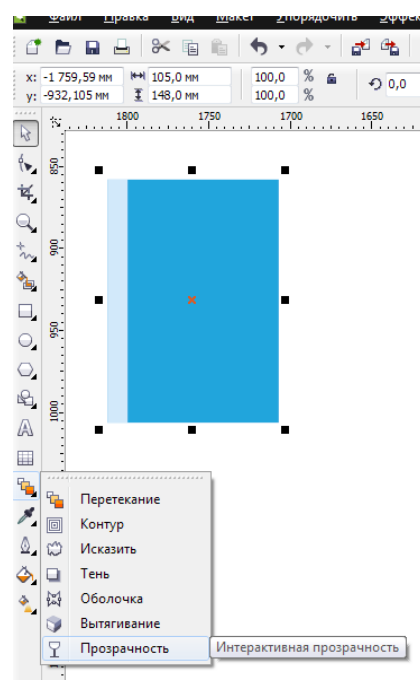 Файл Правка Вид Макет Упорядочить Эффек
x: -1 759,59 мм 105,0 мм 100,0 % 0,0
y: -932,105 мм 148,0 мм 100,0 %
1800 1750 1700 1650
850
900
950
1000
Перетекание
Контур
Исказить
Тень
Оболочка
Вытягивание
Прозрачность Интерактивная прозрачность